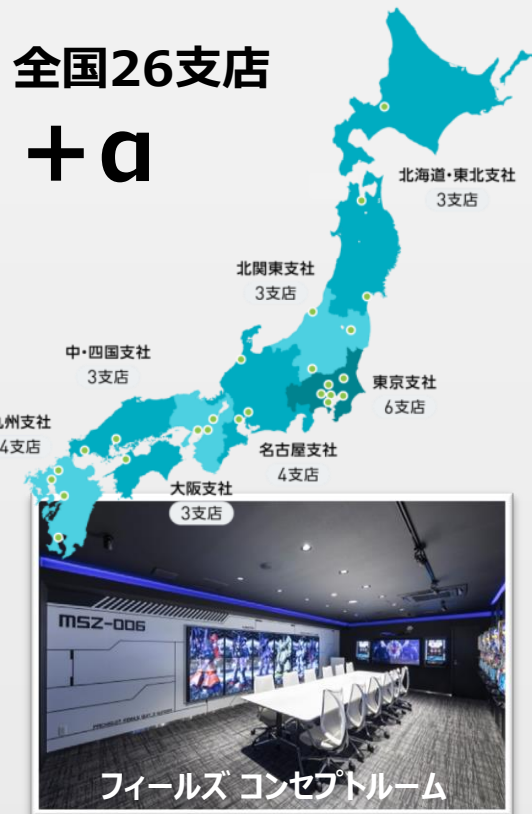 全国26支店
+α
北海道・東北支社
3支店
北関東支社
3支店
中・四国支社
3支店
東京支社
6支店
九州支社
4支店
名古屋支社
4支店
大阪支社
3支店
MSZ-006
フィールズ コンセプトルーム